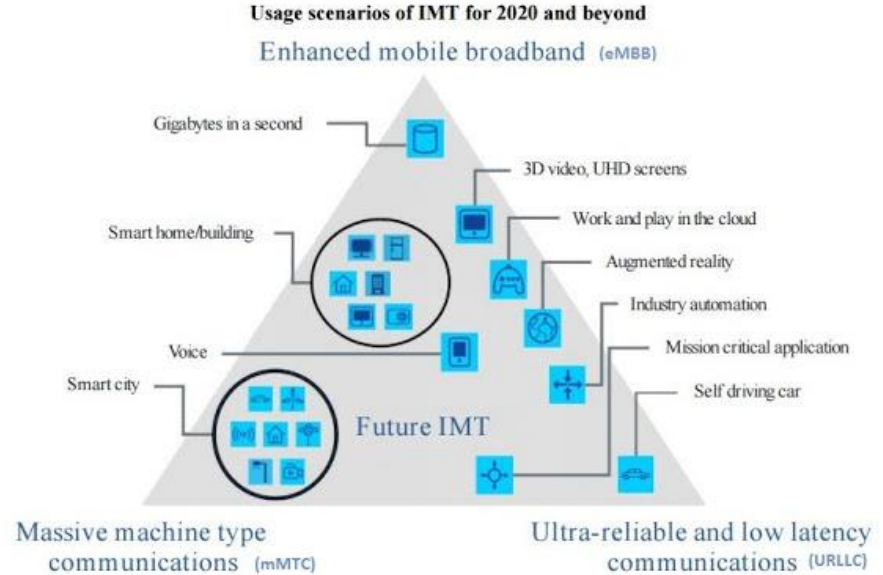 Usage scenarios of IMT for 2020 and beyond
Enhanced mobile broadband (eMBB)
Gigabytes in a second
3D video, UHD screens
Work and play in the cloud
Smart home/building
Augmented reality
Industry automation
Voice
Mission critical application
Smart city
Self driving car
Future IMT
Massive machine type
communications (mMTC)
Ultra-reliable and low latency
communications (URLLC)